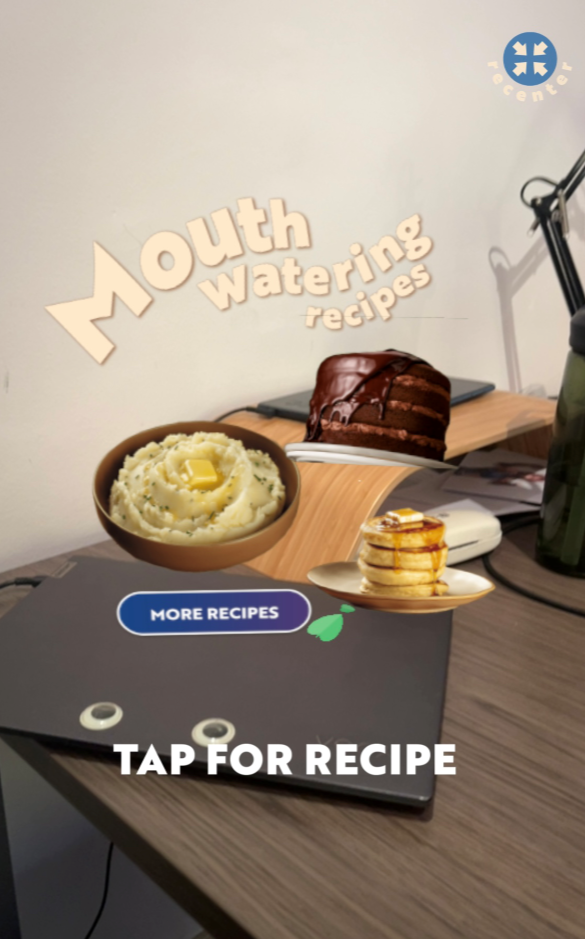 recenter
Mouth
Watering
recipes
MORE RECIPES
TAP FOR RECIPE